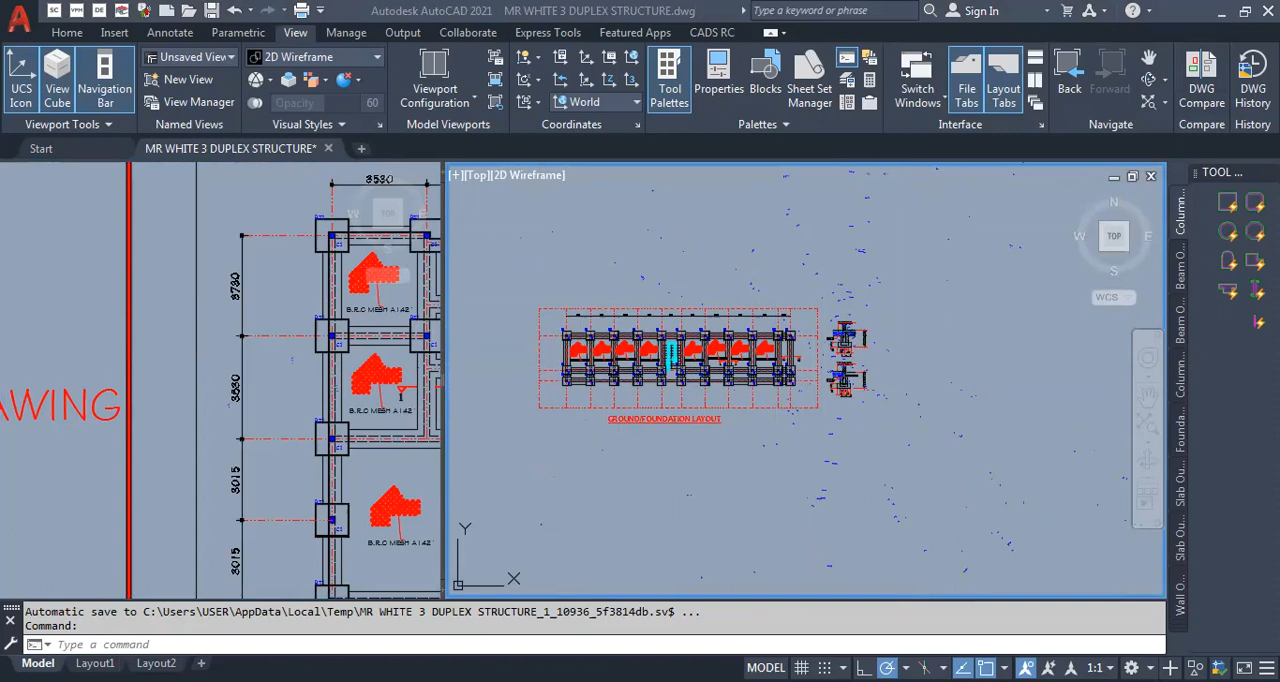 SC VPM DE
Autodesk AutoCAD 2021 MR WHITE 3 DUPLEX STRUCTURE.dwg
Type a keyword or phrase
Sign In
Home Insert Annotate Parametric View Manage Output Collaborate Express Tools Featured Apps CADS RC
UCS
Icon
View
Cube
Navigation
Bar
Viewport Tools
Unsaved View
New View
View Manager
Named Views
2D Wireframe
Opacity 60
Visual Styles
Viewport
Configuration
Model Viewports
World
Coordinates
Tool
Palettes
Properties
Blocks
Sheet Set
Manager
Palettes
Switch
Windows
File
Tabs
Layout
Tabs
Interface
Back
Forward
Navigate
DWG
Compare
Compare
DWG
History
History
Start
MR WHITE 3 DUPLEX STRUCTURE*
3530
TOP
W
3730
B.R.C MESH A142
3530
B.R.C MESH A142
3015
B.R.C MESH A142
3015
AWING
[+][Top][2D Wireframe]
GROUND/FOUNDATION LAYOUT
N
W TOP E
S
WCS
Y
X
TOOL ...
Column...
Beam O...
Beam O...
Column...
Founda...
Slab Ou...
Slab Ou...
Wall O...
Automatic save to C:\Users\USER\AppData\Local\Temp\MR WHITE 3 DUPLEX STRUCTURE_1_10936_5f3814db.sv$ ...
Command:
Type a command
Model Layout1 Layout2
MODEL
1:1